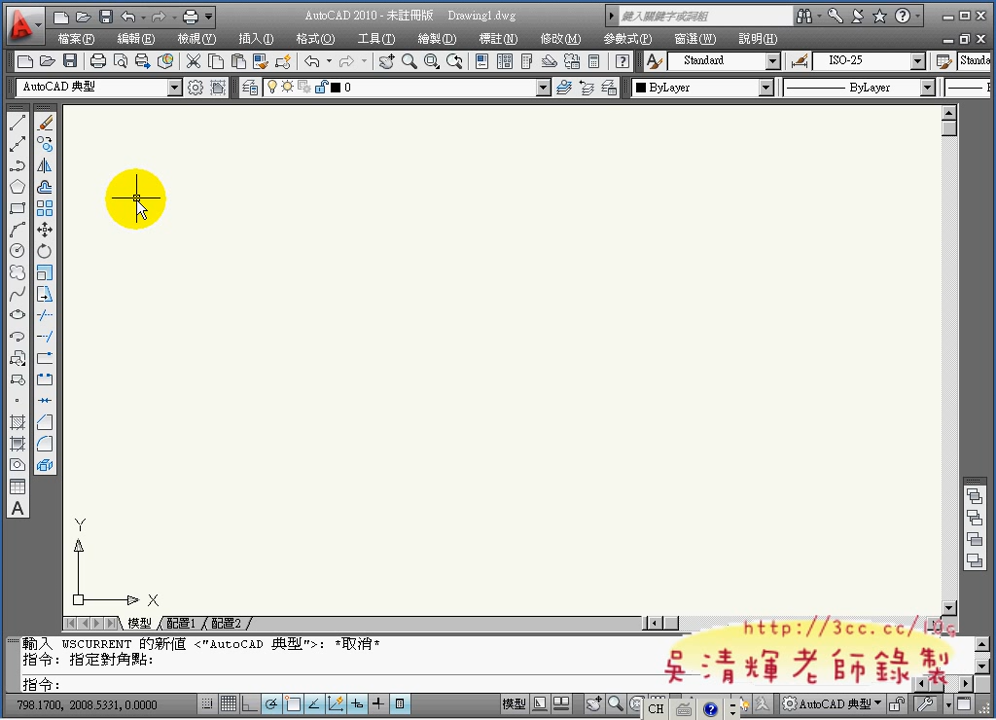 AutoCAD 2010 - 未註冊版 Drawing1.dwg
鍵入關鍵字或詞組
檔案(F) 編輯(E) 檢視(V) 插入(I) 格式(O) 工具(T) 繪製(D) 標註(N) 修改(M) 參數式(P) 窗選(W) 說明(H)
Standard ISO-25 Standa
AutoCAD 典型 0 ByLayer ByLayer
A
Y
X
模型 配置1 配置2
輸入 WSCURRENT 的新值 <"AutoCAD 典型">: *取消*
指令: 指定對角點:
指令:
http://3cc.cc/10g
吳清輝老師錄製
798.1700, 2008.5331, 0.0000 模型 CH AutoCAD 典型